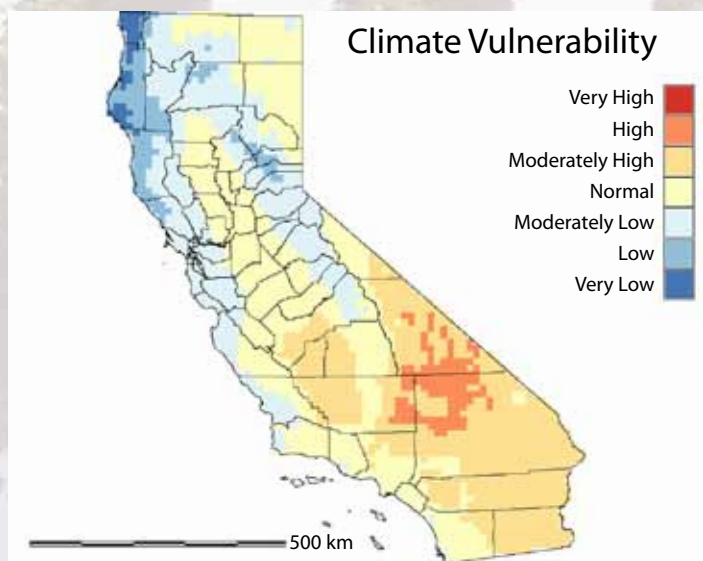 Climate Vulnerability
Very High
High
Moderately High
Normal
Moderately Low
Low
Very Low
500 km